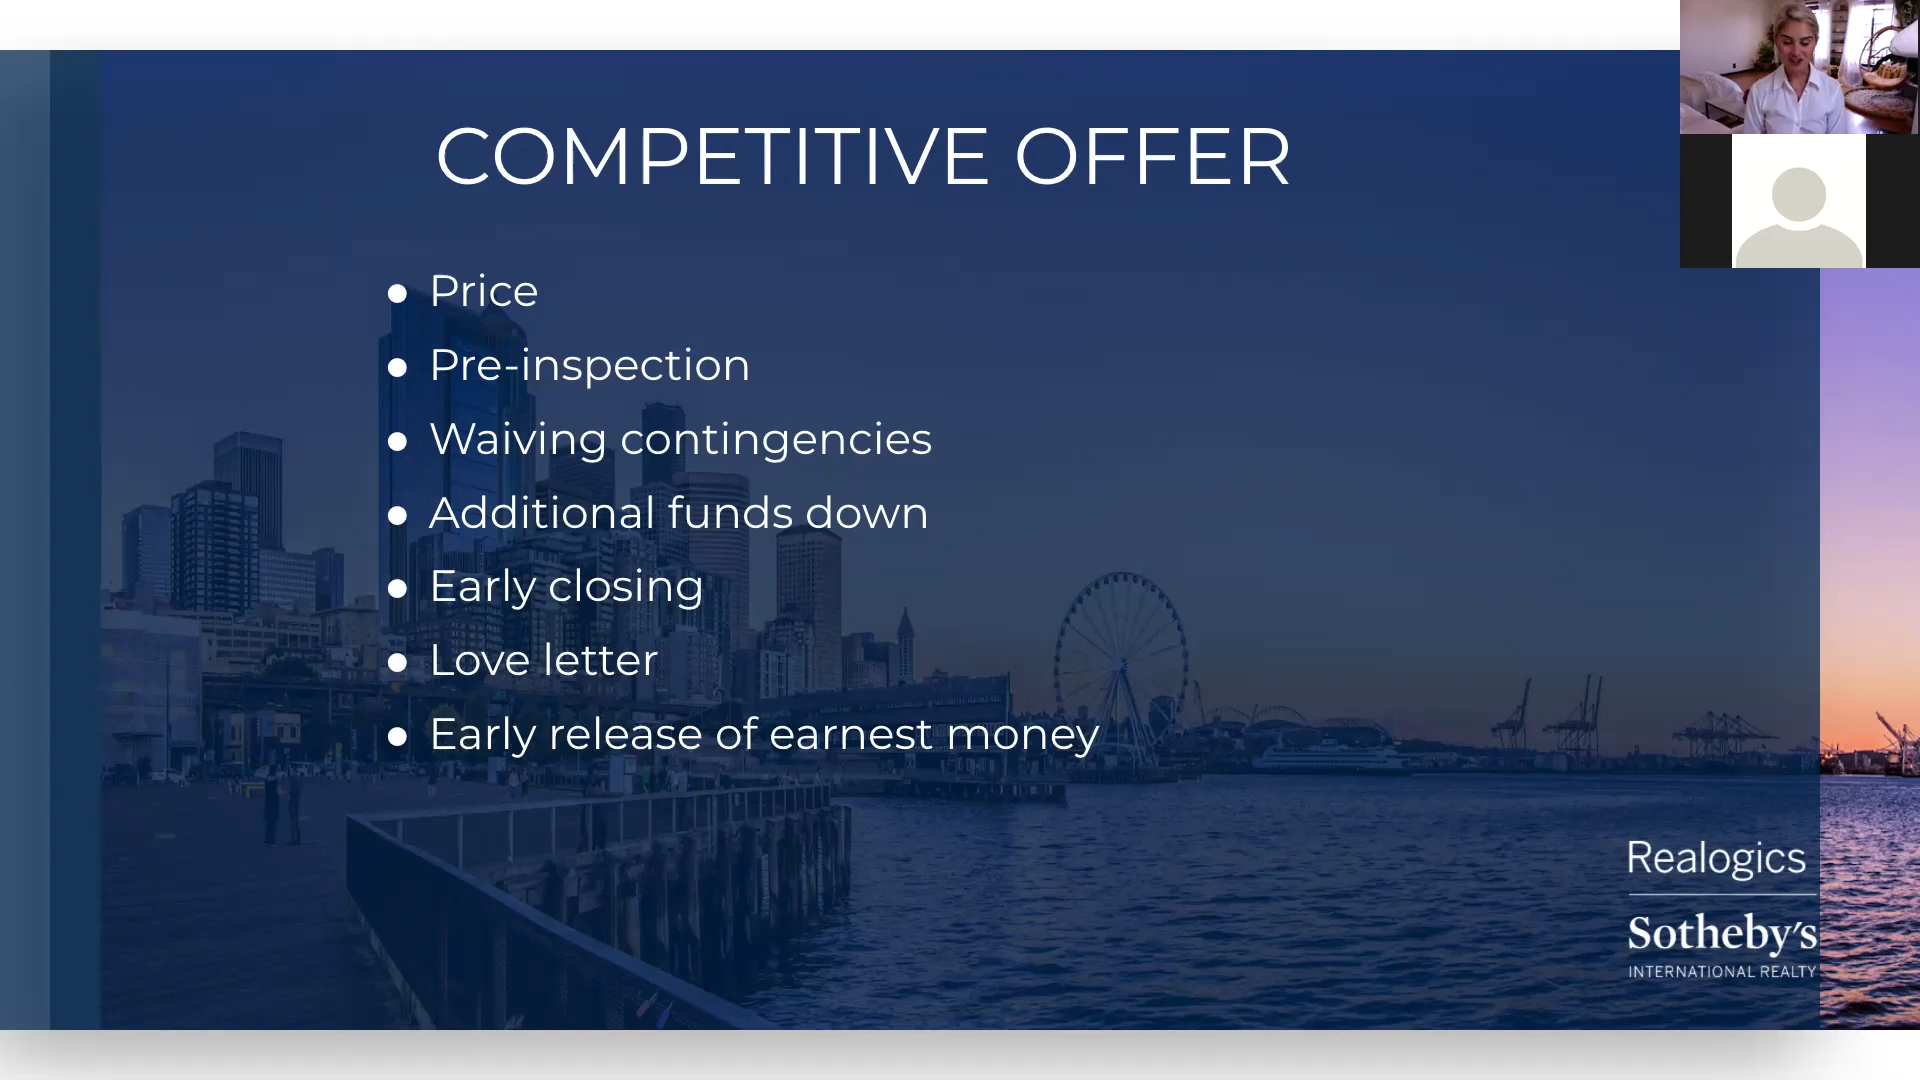 COMPETITIVE OFFER
● Price
● Pre-inspection
● Waiving contingencies
● Additional funds down
● Early closing
● Love letter
● Early release of earnest money
Realogics
Sotheby's
INTERNATIONAL REALTY